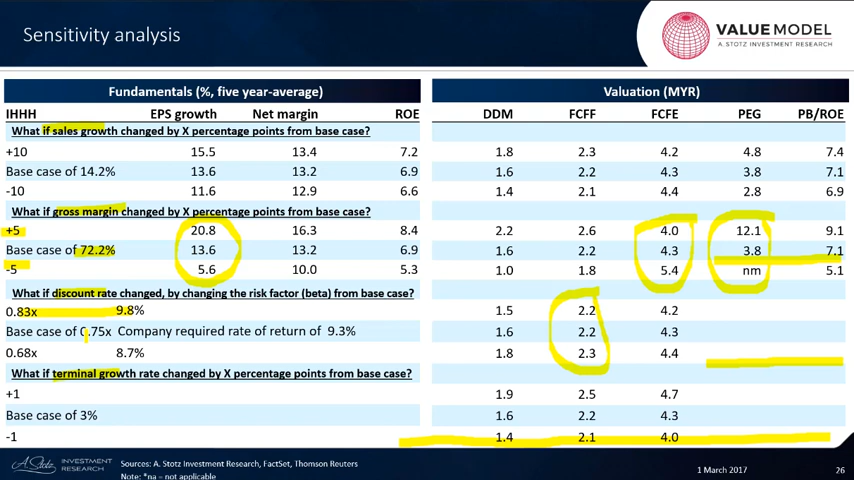 Sensitivity analysis
VALUE MODEL
A. STOTZ INVESTMENT RESEARCH
Fundamentals (%, five year-average) Valuation (MYR)
IHHH EPS growth Net margin ROE DDM FCFF FCFE PEG PB/ROE
What if sales growth changed by X percentage points from base case?
+10 15.5 13.4 7.2 1.8 2.3 4.2 4.8 7.4
Base case of 14.2% 13.6 13.2 6.9 1.6 2.2 4.3 3.8 7.1
-10 11.6 12.9 6.6 1.4 2.1 4.4 2.8 6.9
What if gross margin changed by X percentage points from base case?
+5 20.8 16.3 8.4 2.2 2.6 4.0 12.1 9.1
Base case of 72.2% 13.6 13.2 6.9 1.6 2.2 4.3 3.8 7.1
-5 5.6 10.0 5.3 1.0 1.8 5.4 nm 5.1
What if discount rate changed, by changing the risk factor (beta) from base case?
0.83x 9.8% 1.5 2.2 4.2
Base case of 0.75x Company required rate of return of 9.3% 1.6 2.2 4.3
0.68x 8.7% 1.8 2.3 4.4
What if terminal growth rate changed by X percentage points from base case?
+1 1.9 2.5 4.7
Base case of 3% 1.6 2.2 4.3
-1 1.4 2.1 4.0
A. Stotz INVESTMENT RESEARCH
Sources: A. Stotz Investment Research, FactSet, Thomson Reuters
Note: *na – not applicable
1 March 2017 26